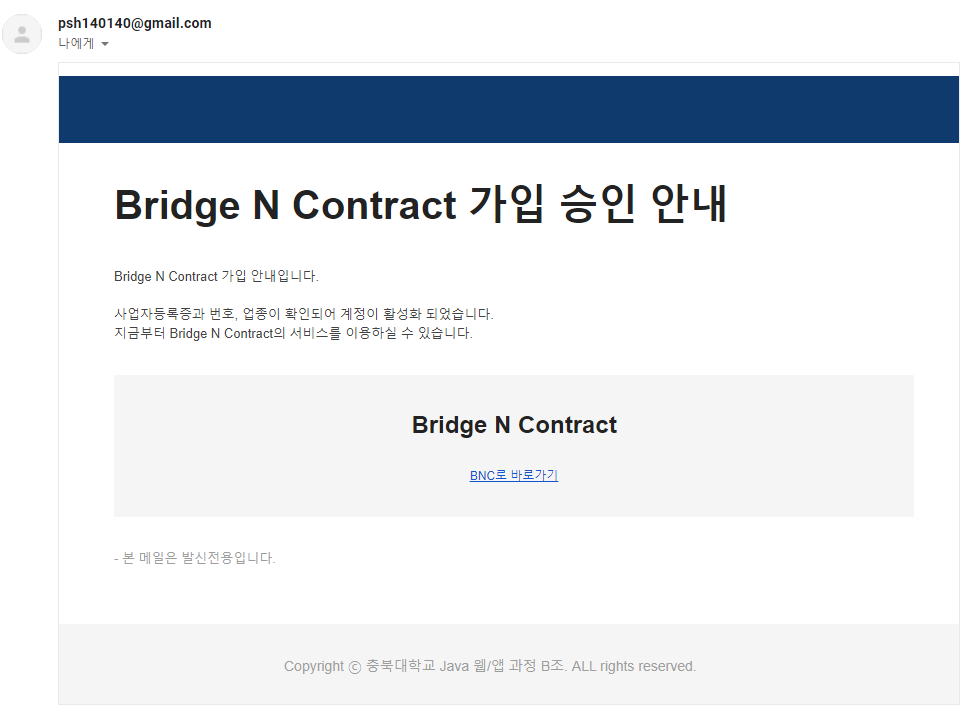 psh140140@gmail.com
나에게
Bridge N Contract 가입 승인 안내
Bridge N Contract 가입 안내입니다.
사업자등록증과 번호, 업종이 확인되어 계정이 활성화 되었습니다.
지금부터 Bridge N Contract의 서비스를 이용하실 수 있습니다.
Bridge N Contract
BNC로 바로가기
- 본 메일은 발신전용입니다.
Copyright ⓒ 충북대학교 Java 웹/앱 과정 B조. ALL rights reserved.